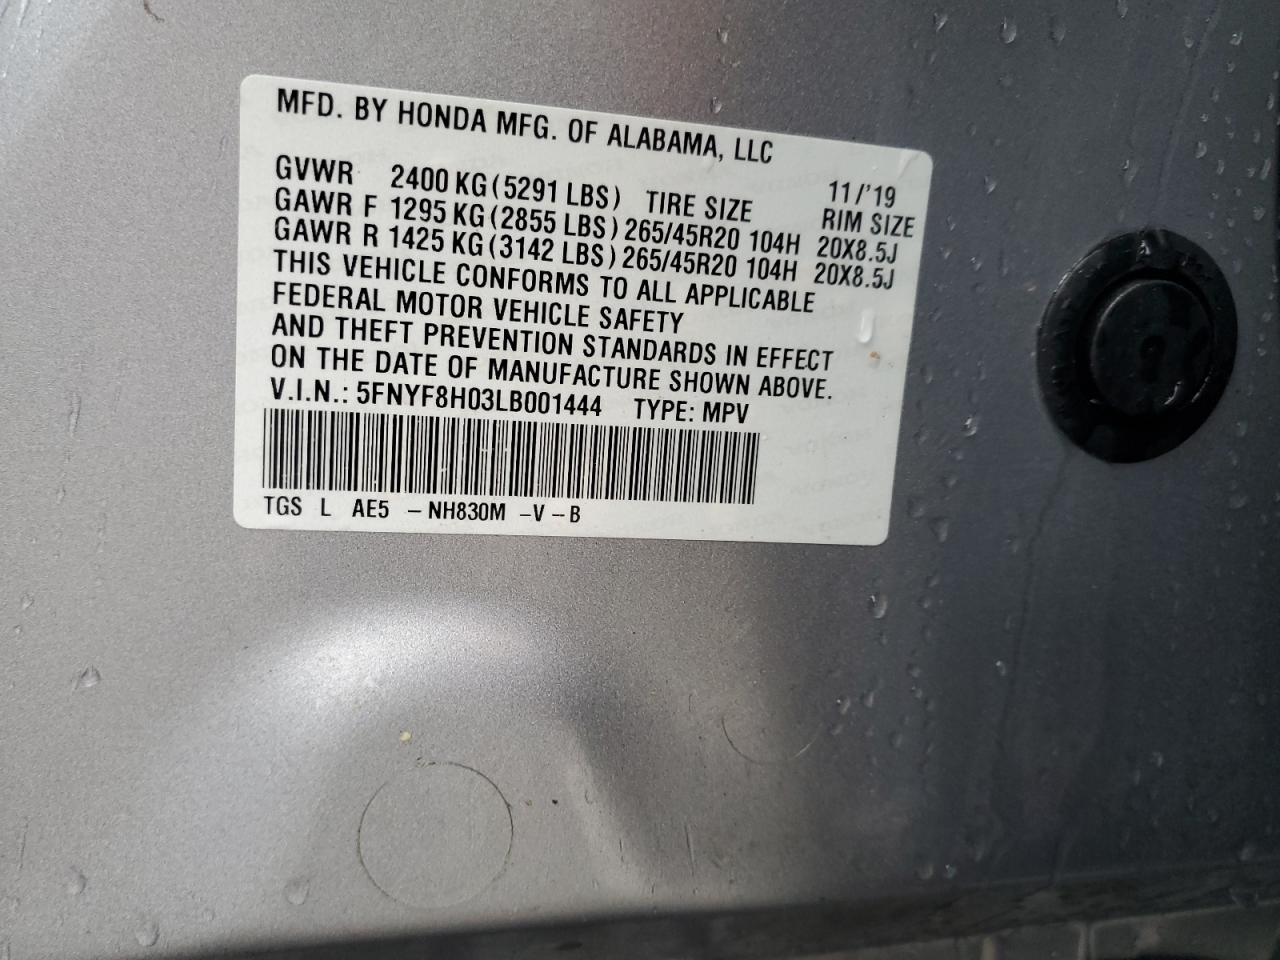 MFD. BY HONDA MFG. OF ALABAMA, LLC
11/'19
GVWR 2400 KG(5291 LBS) TIRE SIZE RIM SIZE
GAWR F 1295 KG(2855 LBS) 265/45R20 104H 20X8.5J
GAWR R 1425 KG(3142 LBS) 265/45R20 104H 20X8.5J
THIS VEHICLE CONFORMS TO ALL APPLICABLE
FEDERAL MOTOR VEHICLE SAFETY
AND THEFT PREVENTION STANDARDS IN EFFECT
ON THE DATE OF MANUFACTURE SHOWN ABOVE.
V.I.N.: 5FNYF8H03LB001444 TYPE: MPV
TGS L AE5 -NH830M -V-B